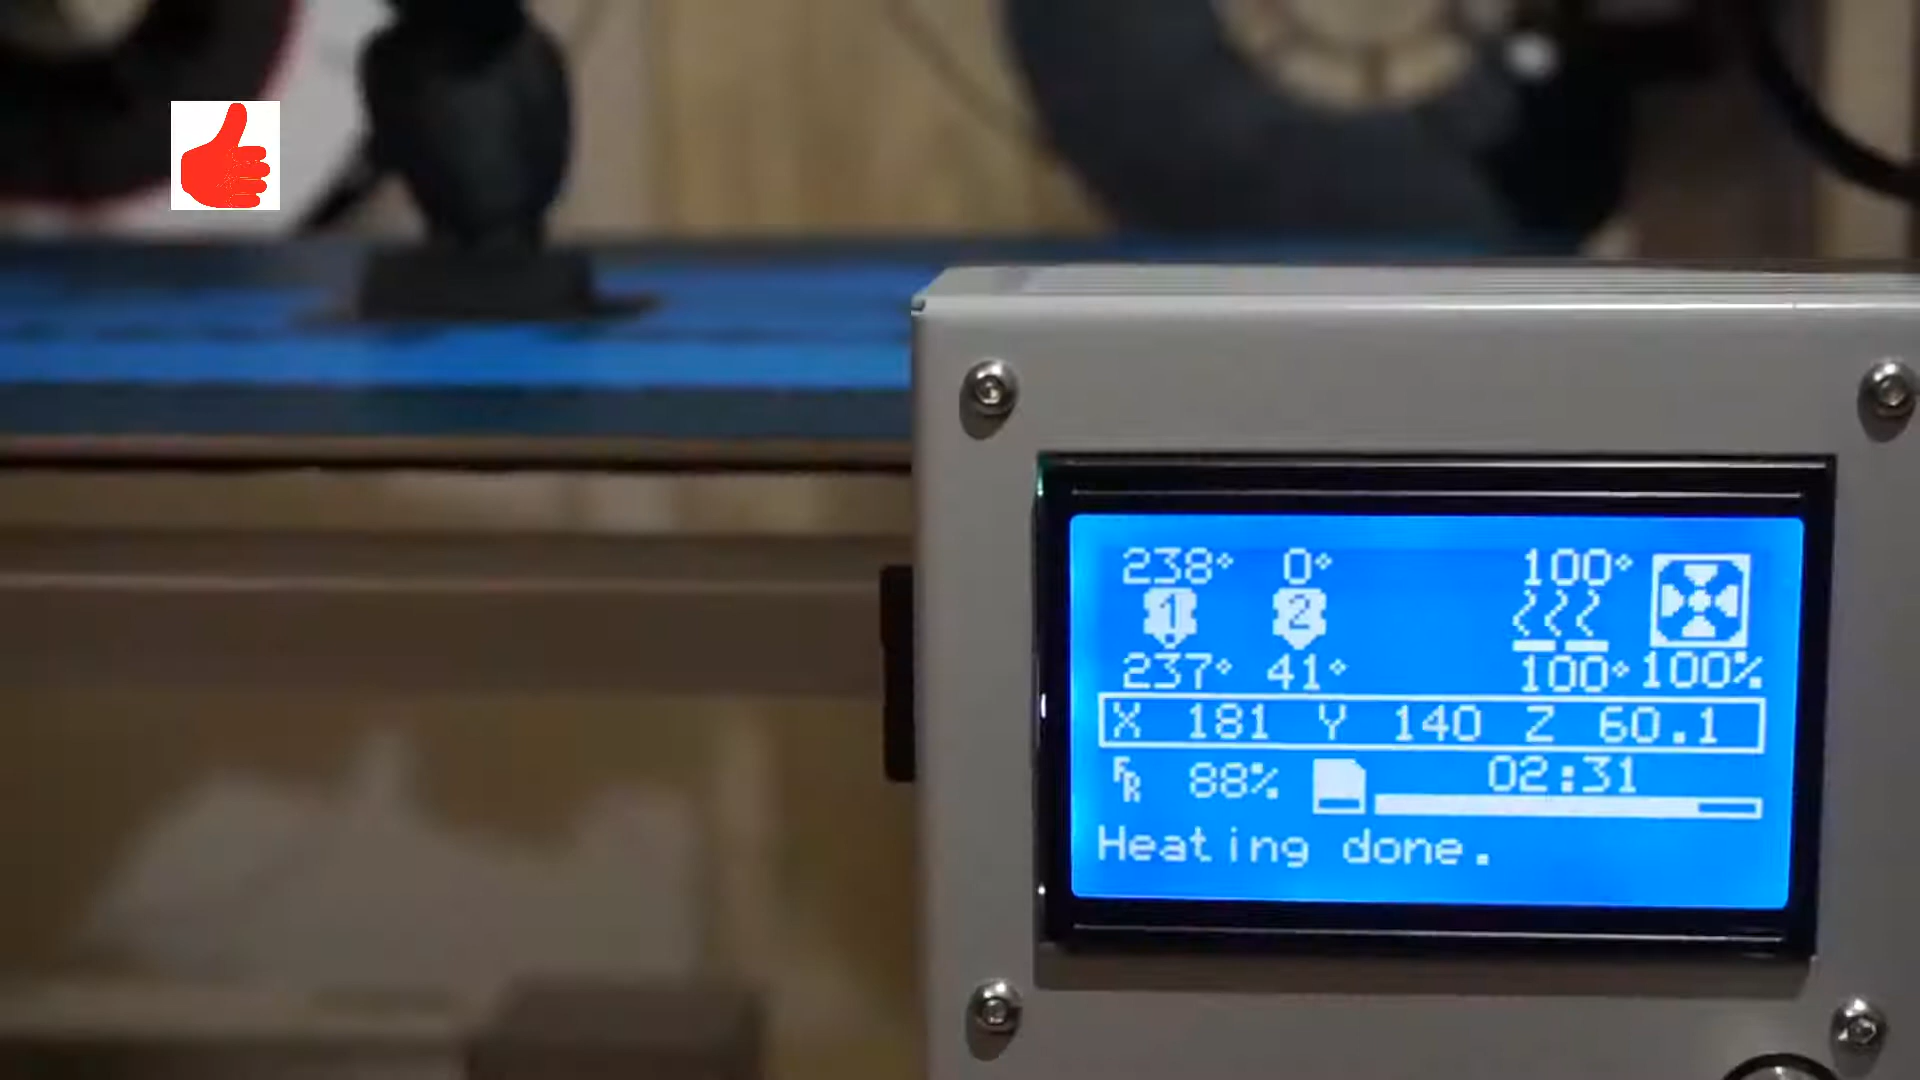 238° 0° 100°
1 2
237° 41° 100° 100%
X 181 Y 140 Z 60.1
FR 88% 02:31
Heating done.